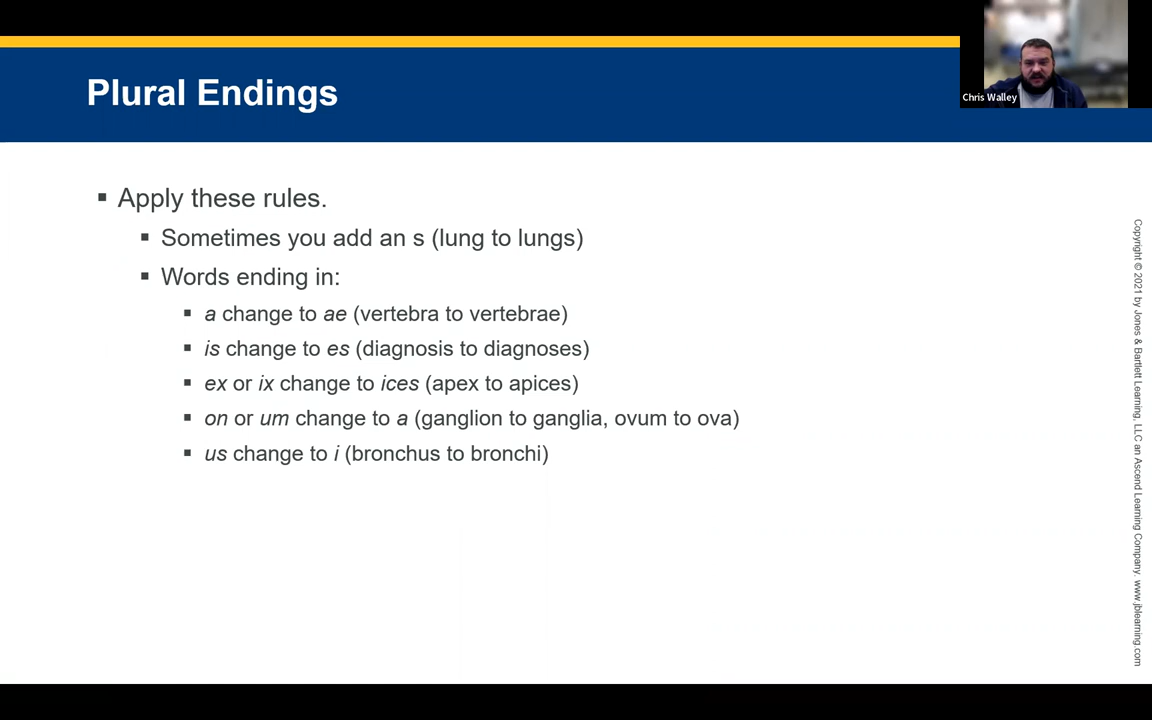 Plural Endings
Chris Walley
▪ Apply these rules.
▪ Sometimes you add an s (lung to lungs)
▪ Words ending in:
▪ a change to ae (vertebra to vertebrae)
▪ is change to es (diagnosis to diagnoses)
▪ ex or ix change to ices (apex to apices)
▪ on or um change to a (ganglion to ganglia, ovum to ova)
▪ us change to i (bronchus to bronchi)
Copyright © 2021 by Jones & Bartlett Learning, LLC an Ascend Learning Company. www.jblearning.com